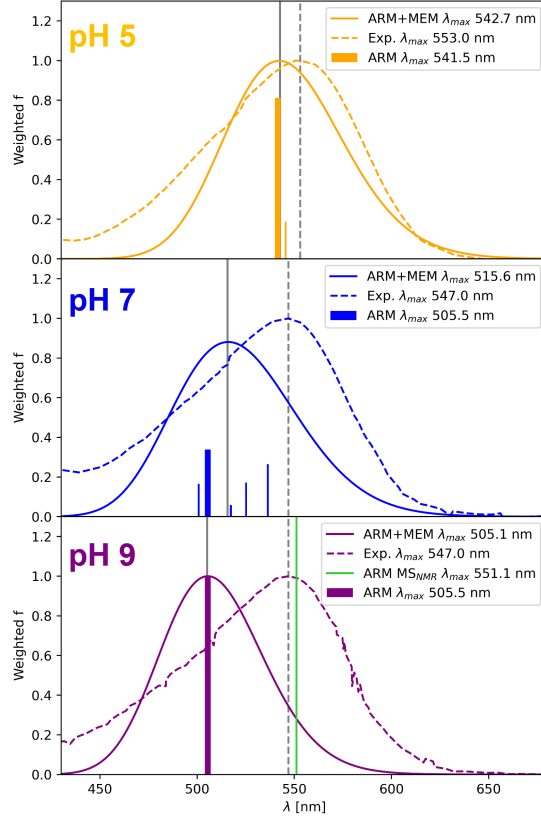 pH 5
ARM+MEM λmax 542.7 nm
Exp. λmax 553.0 nm
ARM λmax 541.5 nm
Weighted f
1.2
1.0
0.8
0.6
0.4
0.2
0.0
pH 7
ARM+MEM λmax 515.6 nm
Exp. λmax 547.0 nm
ARM λmax 505.5 nm
Weighted f
1.2
1.0
0.8
0.6
0.4
0.2
0.0
pH 9
ARM+MEM λmax 505.1 nm
Exp. λmax 547.0 nm
ARM MSNMR λmax 551.1 nm
ARM λmax 505.5 nm
Weighted f
1.2
1.0
0.8
0.6
0.4
0.2
0.0
450 500 550 600 650
λ [nm]